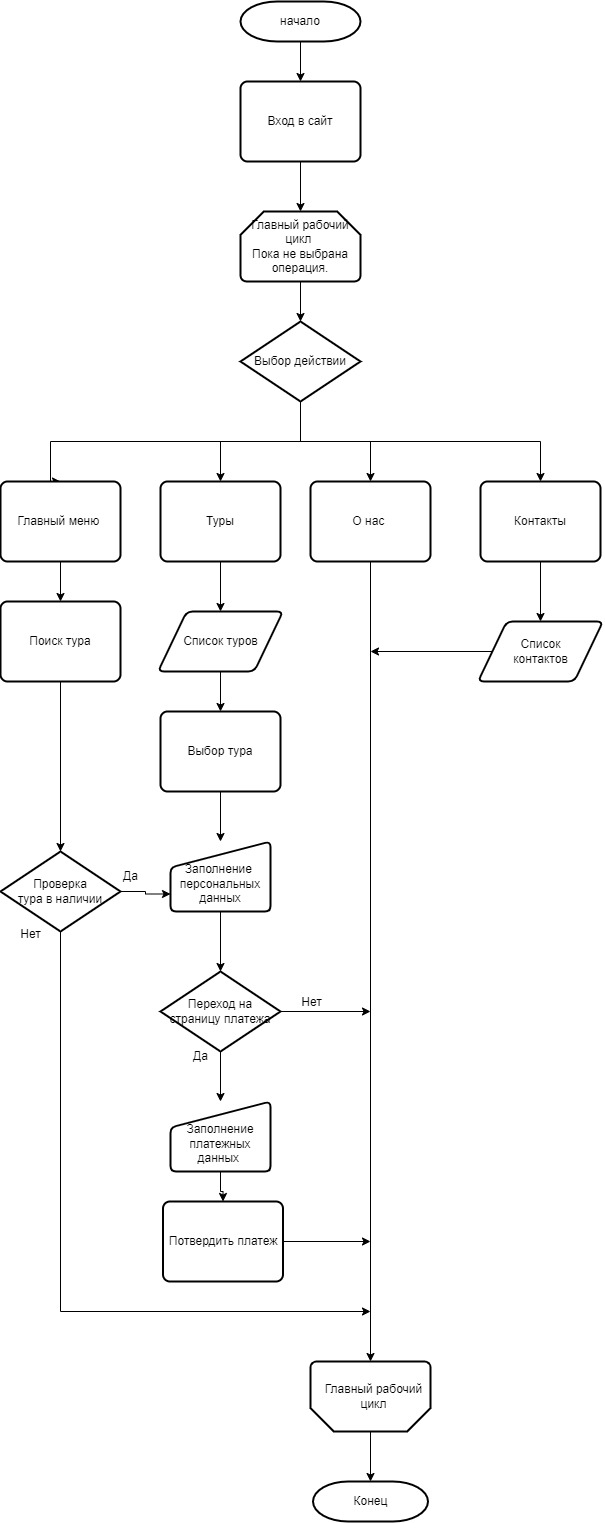 начало
Вход в сайт
Главный рабочий
цикл
Пока не выбрана
операция.
Выбор действии
Главный меню
Туры
О нас
Контакты
Поиск тура
Список туров
Список
контактов
Выбор тура
Проверка
тура в наличии
Да
Нет
Заполнение
персональных
данных
Переход на
страницу платежа
Нет
Да
Заполнение
платежных
данных
Потвердить платеж
Главный рабочий
цикл
Конец